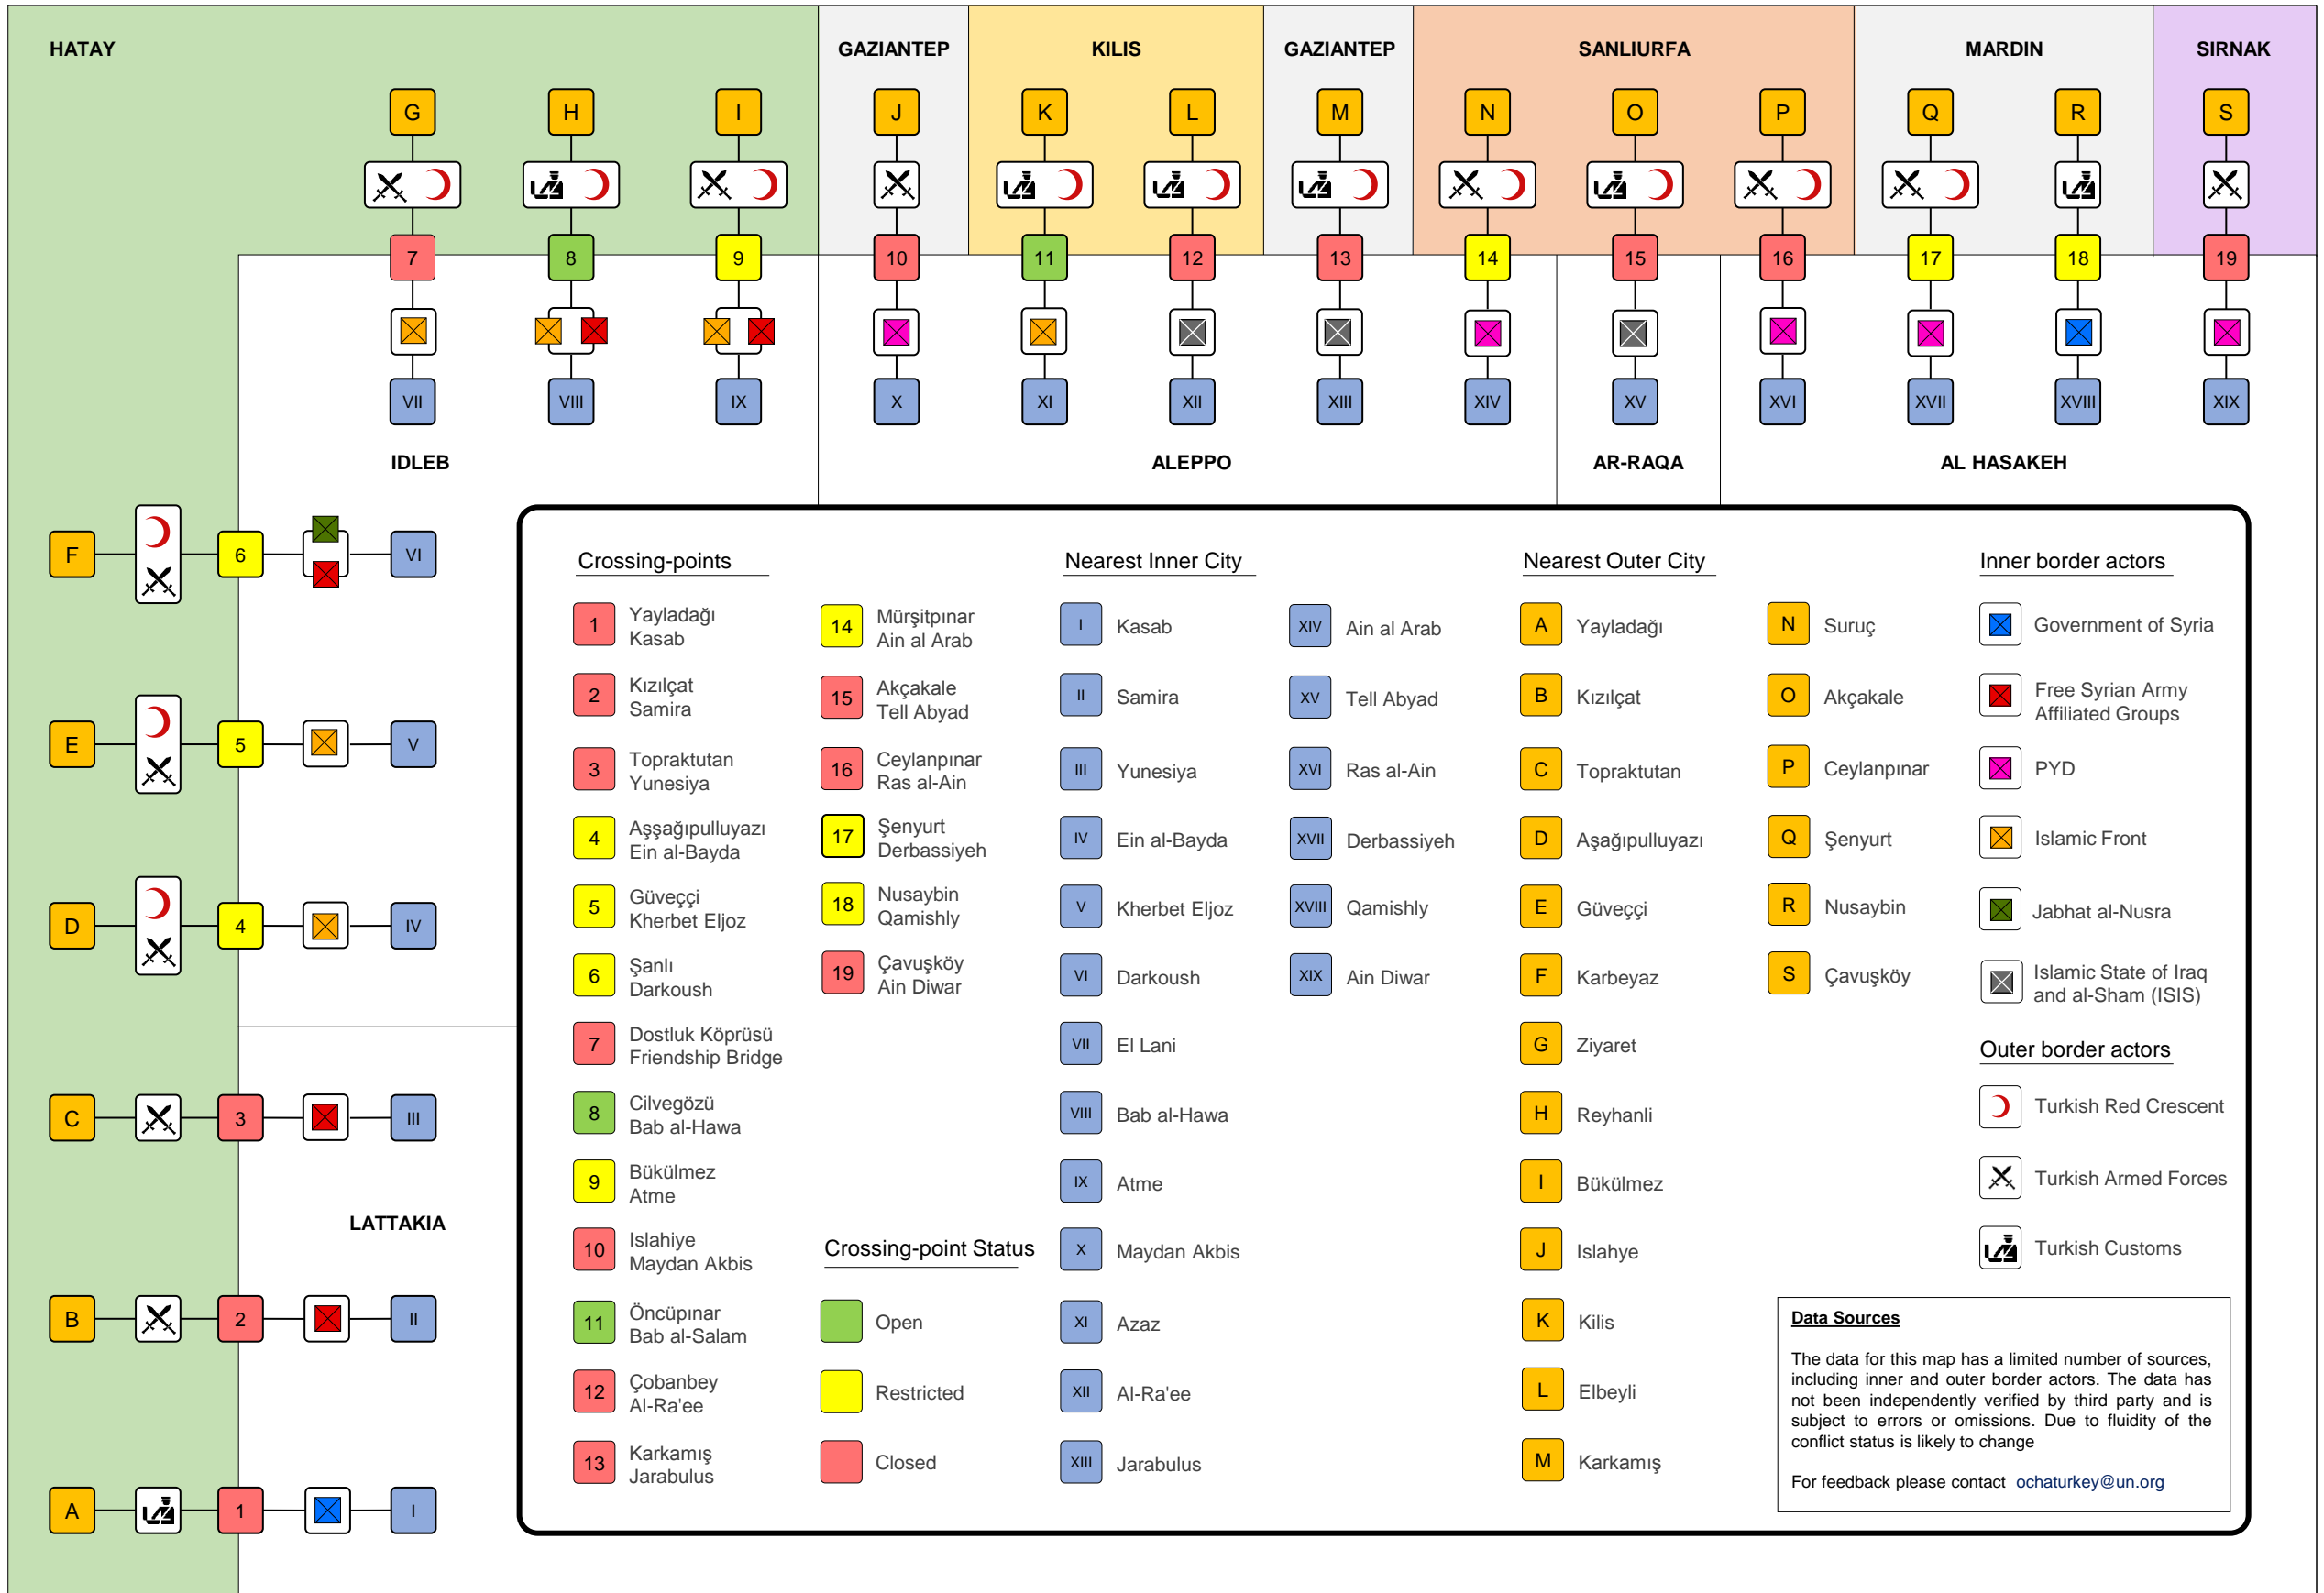 HATAY
GAZIANTEP
KILIS
GAZIANTEP
SANLIURFA
MARDIN
SIRNAK
G
H
I
J
K
L
M
N
O
P
Q
R
S
7
8
9
10
11
12
13
14
15
16
17
18
19
VII
VIII
IX
X
XI
XII
XIII
XIV
XV
XVI
XVII
XVIII
XIX
IDLEB
ALEPPO
AR-RAQA
AL HASAKEH
F
6
VI
E
5
V
D
4
IV
C
3
III
LATTAKIA
B
2
II
A
1
I
Crossing-points
1
Yayladağı
Kasab
2
Kızılçat
Samira
3
Topraktutan
Yunesiya
4
Aşşağıpulluyazı
Ein al-Bayda
5
Güveççi
Kherbet Eljoz
6
Şanlı
Darkoush
7
Dostluk Köprüsü
Friendship Bridge
8
Cilvegözü
Bab al-Hawa
9
Bükülmez
Atme
10
Islahiye
Maydan Akbis
11
Öncüpınar
Bab al-Salam
12
Çobanbey
Al-Ra'ee
13
Karkamış
Jarabulus
14
Mürşitpınar
Ain al Arab
15
Akçakale
Tell Abyad
16
Ceylanpınar
Ras al-Ain
17
Şenyurt
Derbassiyeh
18
Nusaybin
Qamishly
19
Çavuşköy
Ain Diwar
Crossing-point Status
Open
Restricted
Closed
Nearest Inner City
I
Kasab
II
Samira
III
Yunesiya
IV
Ein al-Bayda
V
Kherbet Eljoz
VI
Darkoush
VII
El Lani
VIII
Bab al-Hawa
IX
Atme
X
Maydan Akbis
XI
Azaz
XII
Al-Ra'ee
XIII
Jarabulus
XIV
Ain al Arab
XV
Tell Abyad
XVI
Ras al-Ain
XVII
Derbassiyeh
XVIII
Qamishly
XIX
Ain Diwar
Nearest Outer City
A
Yayladağı
B
Kızılçat
C
Topraktutan
D
Aşağıpulluyazı
E
Güveççi
F
Karbeyaz
G
Ziyaret
H
Reyhanli
I
Bükülmez
J
Islahye
K
Kilis
L
Elbeyli
M
Karkamış
N
Suruç
O
Akçakale
P
Ceylanpınar
Q
Şenyurt
R
Nusaybin
S
Çavuşköy
Inner border actors
Government of Syria
Free Syrian Army
Affiliated Groups
PYD
Islamic Front
Jabhat al-Nusra
Islamic State of Iraq
and al-Sham (ISIS)
Outer border actors
Turkish Red Crescent
Turkish Armed Forces
Turkish Customs
Data Sources
The data for this map has a limited number of sources,
including inner and outer border actors. The data has
not been independently verified by third party and is
subject to errors or omissions. Due to fluidity of the
conflict status is likely to change
For feedback please contact ochaturkey@un.org